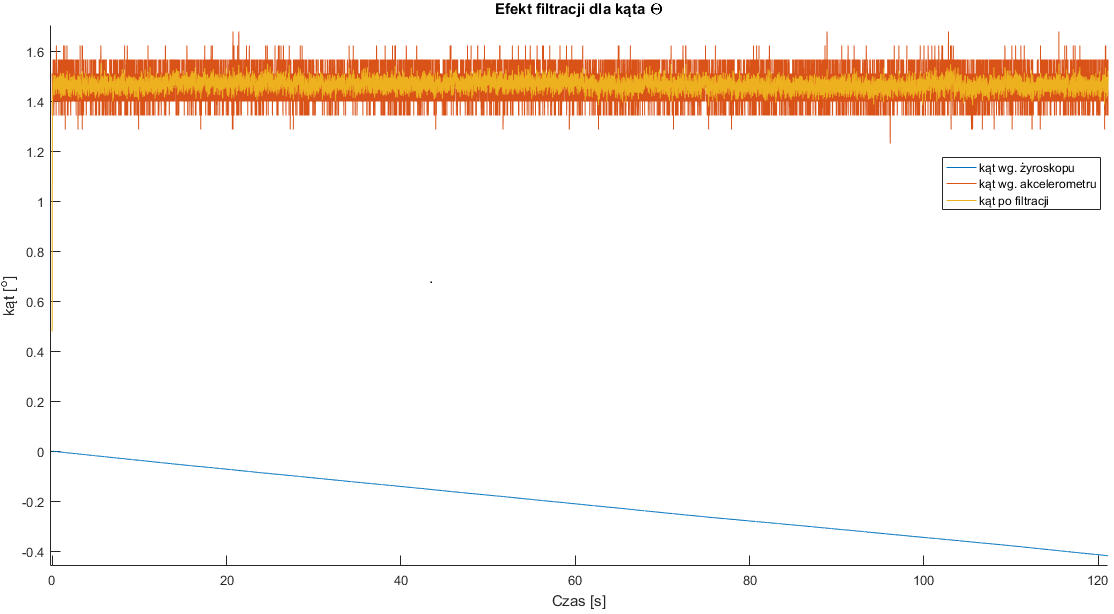 Efekt filtracji dla kąta Θ
1.6
1.4
1.2
1
0.8
0.6
0.4
0.2
0
-0.2
-0.4
kąt [°]
kąt wg. żyroskopu
kąt wg. akcelerometru
kąt po filtracji
0 20 40 60 80 100 120
Czas [s]